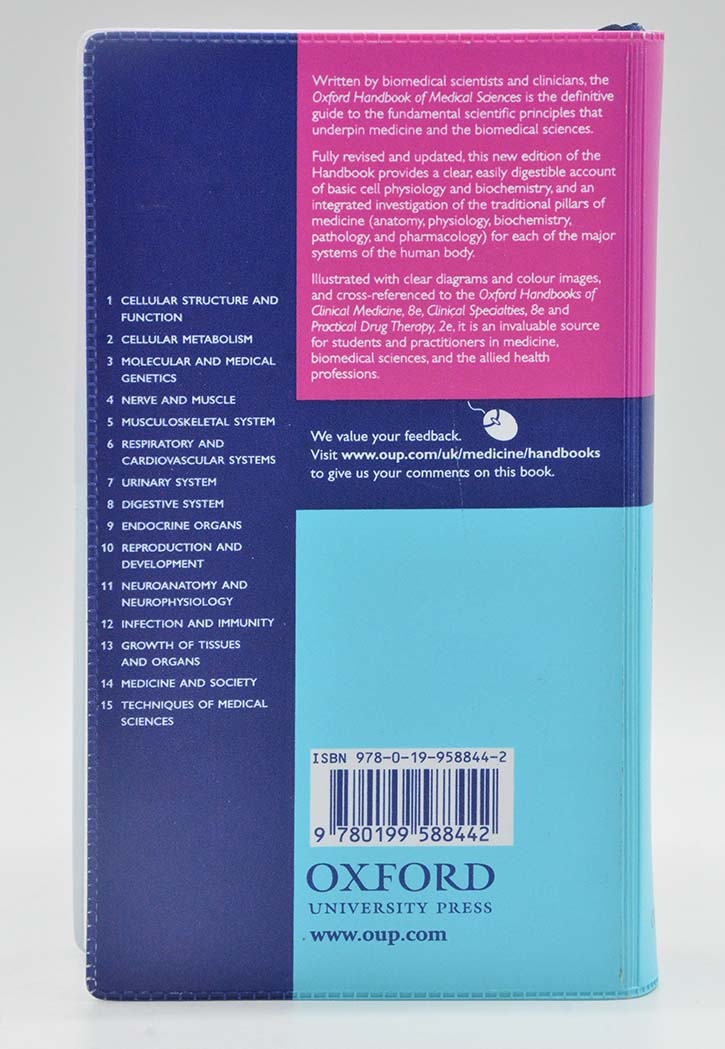 Written by biomedical scientists and clinicians, the
Oxford Handbook of Medical Sciences is the definitive
guide to the fundamental scientific principles that
underpin medicine and the biomedical sciences.
Fully revised and updated, this new edition of the
Handbook provides a clear, easily digestible account
of basic cell physiology and biochemistry, and an
integrated investigation of the traditional pillars of
medicine (anatomy, physiology, biochemistry,
pathology, and pharmacology) for each of the major
systems of the human body.
Illustrated with clear diagrams and colour images,
and cross-referenced to the Oxford Handbooks of
Clinical Medicine, 8e, Clinical Specialties, 8e and
Practical Drug Therapy, 2e, it is an invaluable source
for students and practitioners in medicine,
biomedical sciences, and the allied health
professions.
1 CELLULAR STRUCTURE AND
FUNCTION
2 CELLULAR METABOLISM
3 MOLECULAR AND MEDICAL
GENETICS
4 NERVE AND MUSCLE
5 MUSCULOSKELETAL SYSTEM
6 RESPIRATORY AND
CARDIOVASCULAR SYSTEMS
7 URINARY SYSTEM
8 DIGESTIVE SYSTEM
9 ENDOCRINE ORGANS
10 REPRODUCTION AND
DEVELOPMENT
11 NEUROANATOMY AND
NEUROPHYSIOLOGY
12 INFECTION AND IMMUNITY
13 GROWTH OF TISSUES
AND ORGANS
14 MEDICINE AND SOCIETY
15 TECHNIQUES OF MEDICAL
SCIENCES
We value your feedback.
Visit www.oup.com/uk/medicine/handbooks
to give us your comments on this book.
ISBN 978-0-19-958844-2
9 780199 588442
OXFORD
UNIVERSITY PRESS
www.oup.com